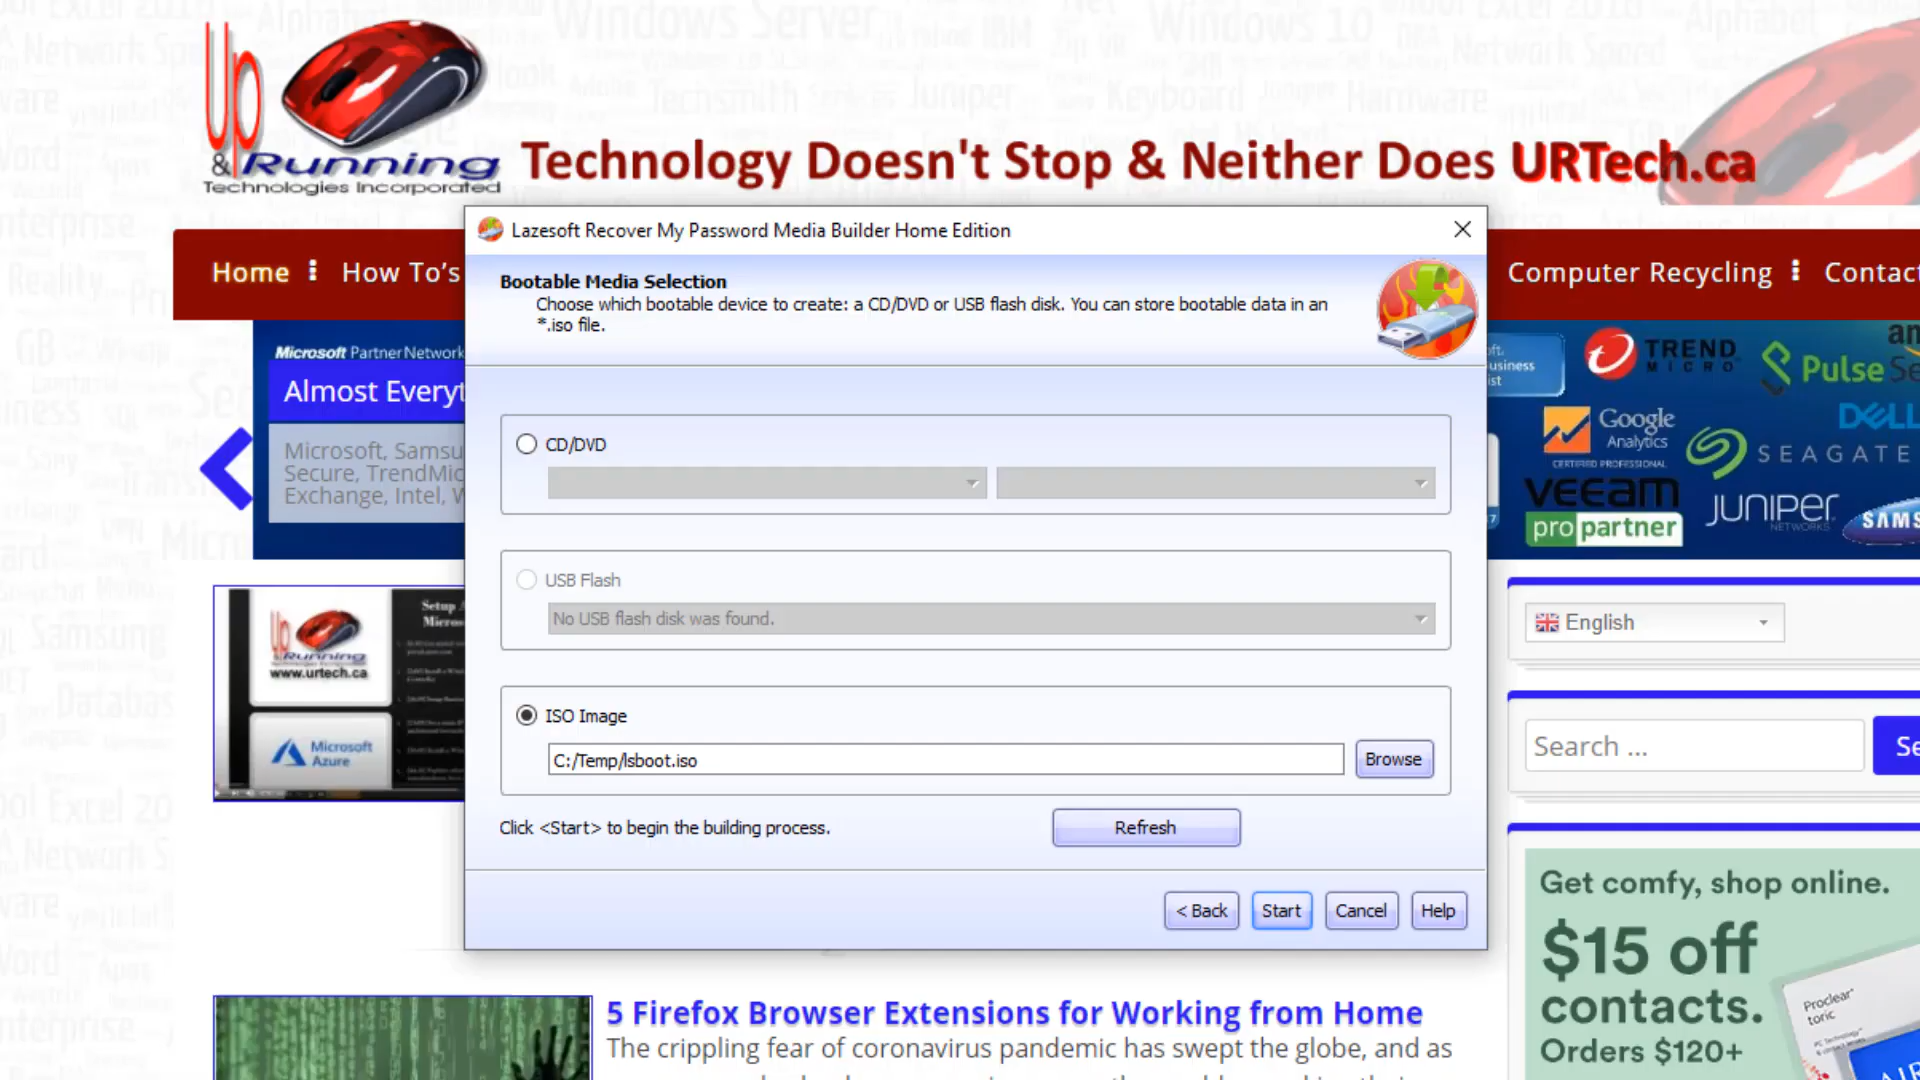 Up
& Running
Technologies Incorporated
Technology Doesn't Stop & Neither Does URTech.ca
Home
How To's
Computer Recycling
Lazesoft Recover My Password Media Builder Home Edition
Bootable Media Selection
Choose which bootable device to create: a CD/DVD or USB flash disk. You can store bootable data in an
*.iso file.
CD/DVD
USB Flash
No USB flash disk was found.
ISO Image
C:/Temp/lsboot.iso
Browse
Click <Start> to begin the building process.
Refresh
< Back
Start
Cancel
Help
Microsoft Partner Network
Almost
Microsoft,
Secure,
Exchange, Intel,
TREND
MICRO
Pulse
DELL
Google
Analytics
CERTIFIED PROFESSIONAL
SEAGATE
veeam
propartner
JUNIPER
NETWORKS
Up
Running
www.urtech.ca
Microsoft
Azure
English
Search ...
Get comfy, shop online.
$15 off
contacts.
Orders $120+
Proclear
toric
5 Firefox Browser Extensions for Working from Home
The crippling fear of coronavirus pandemic has swept the globe, and as